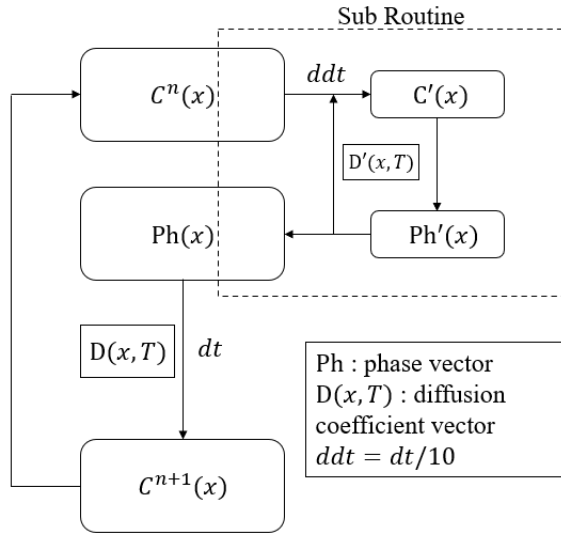 Sub Routine
Cⁿ(x)
ddt
C′(x)
D′(x, T)
Ph(x)
Ph′(x)
D(x, T)
dt
Ph : phase vector
D(x, T) : diffusion
coefficient vector
ddt = dt/10
Cⁿ⁺¹(x)